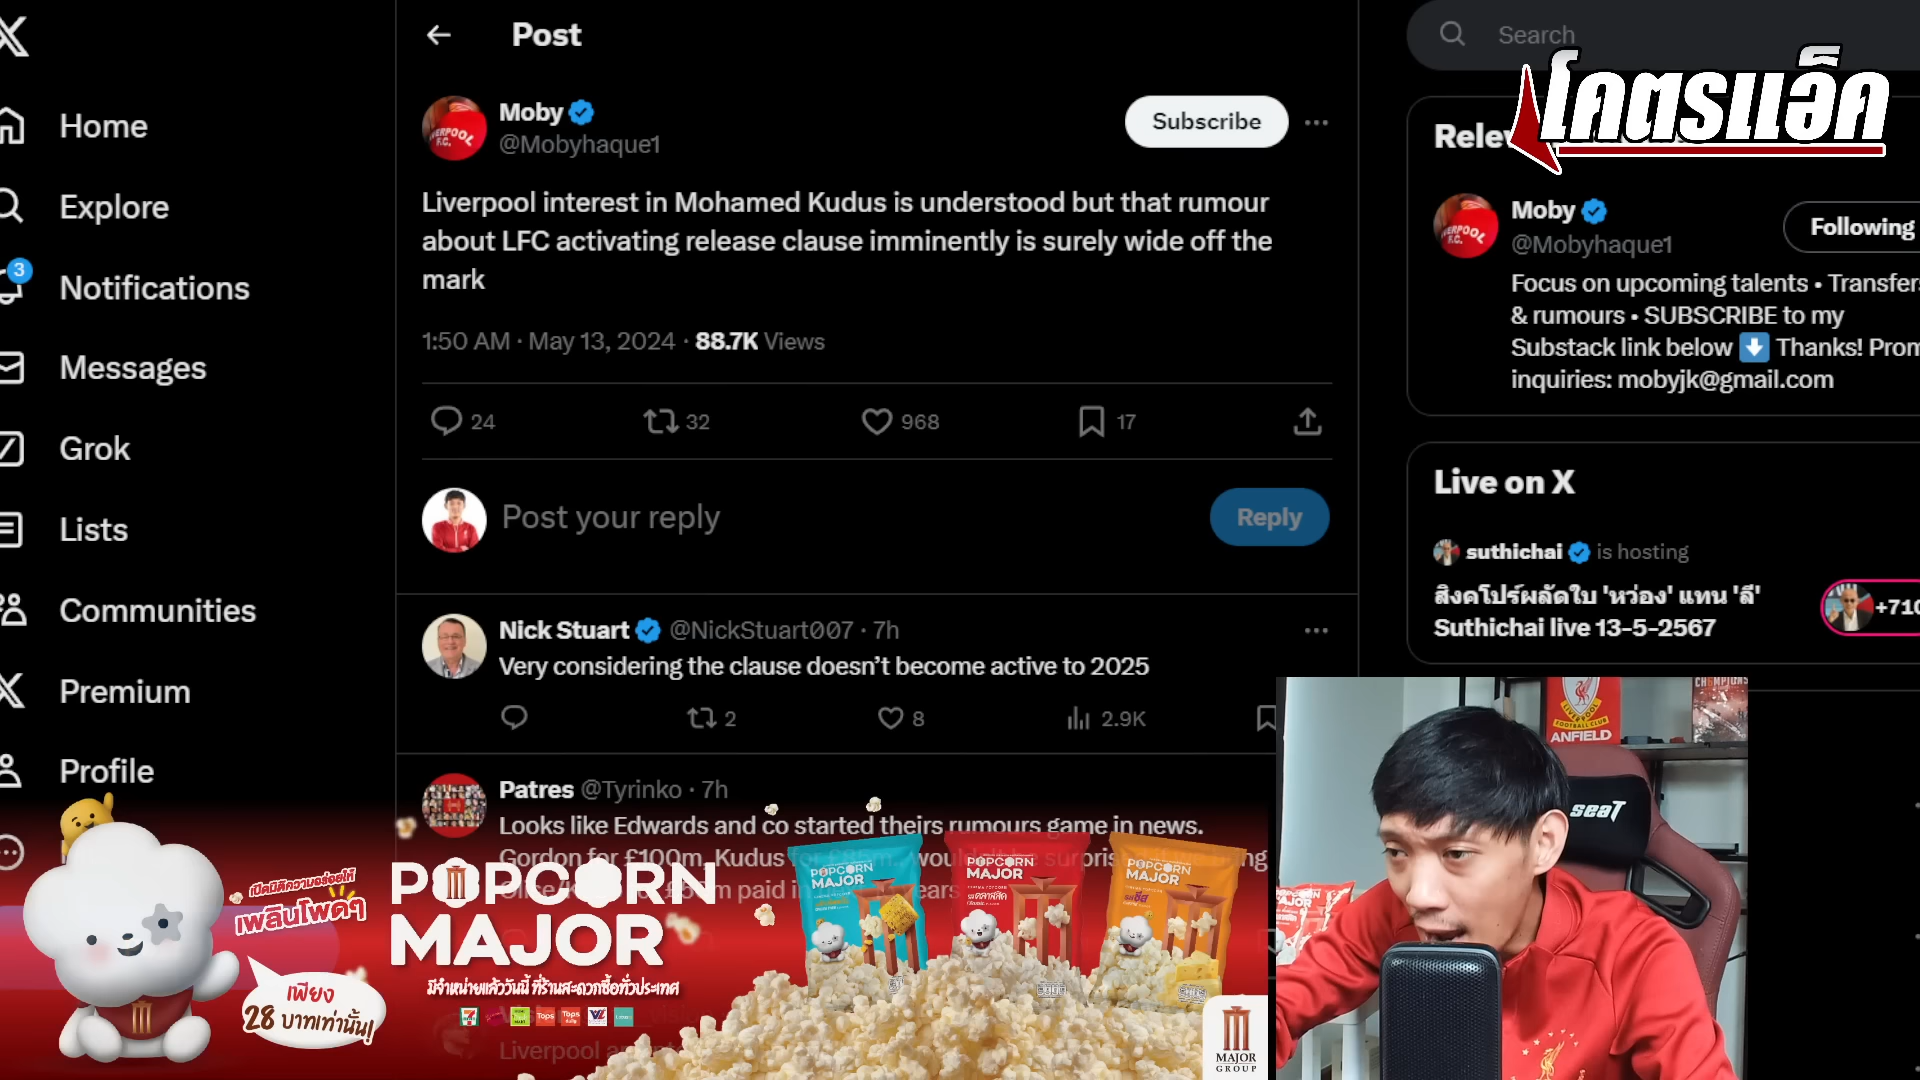 Post
Search
โคตรแอ็ค
Home
Explore
3
Notifications
Messages
Grok
Lists
Communities
Premium
Profile
Moby
@Mobyhaque1
Subscribe
Liverpool interest in Mohamed Kudus is understood but that rumour
about LFC activating release clause imminently is surely wide off the
mark
1:50 AM · May 13, 2024 · 88.7K Views
24
32
968
17
Post your reply
Reply
Nick Stuart @NickStuart007 · 7h
Very considering the clause doesn't become active to 2025
2
8
2.9K
Patres @Tyrinko · 7h
Looks like Edwards and co started theirs rumours game in news.
Gordon for £100m, Kudus
Moby
@Mobyhaque1
Following
Focus on upcoming talents • Transfers
& rumours • SUBSCRIBE to my
Substack link below ⬇ Thanks! Prom
inquiries: mobyjk@gmail.com
Live on X
suthichai is hosting
สิงคโปร์ผลัดใบ 'หว่อง' แทน 'ลี'
Suthichai live 13-5-2567
+710
LIVERPOOL
FOOTBALL CLUB
ANFIELD
seaT
เปิดมิติความอร่อยให้
เพลินโพดๆ
เพียง
28 บาทเท่านั้น!
POPCORN
MAJOR
มีจำหน่ายแล้ววันนี้ ที่ร้านสะดวกซื้อทั่วประเทศ
POPCORN
MAJOR
POPCORN
MAJOR
POPCORN
MAJOR
MAJOR
GROUP